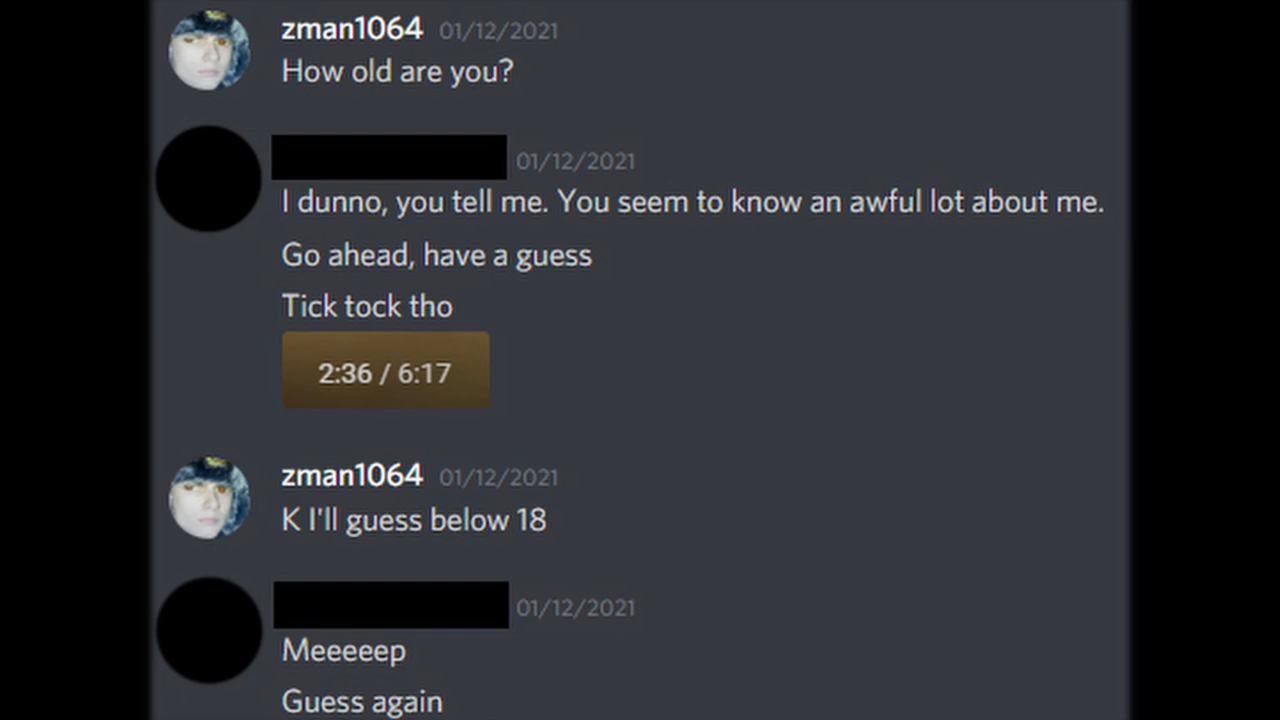 zman1064 01/12/2021
How old are you?
01/12/2021
I dunno, you tell me. You seem to know an awful lot about me.
Go ahead, have a guess
Tick tock tho
2:36 / 6:17
zman1064 01/12/2021
K I'll guess below 18
01/12/2021
Meeeeep
Guess again